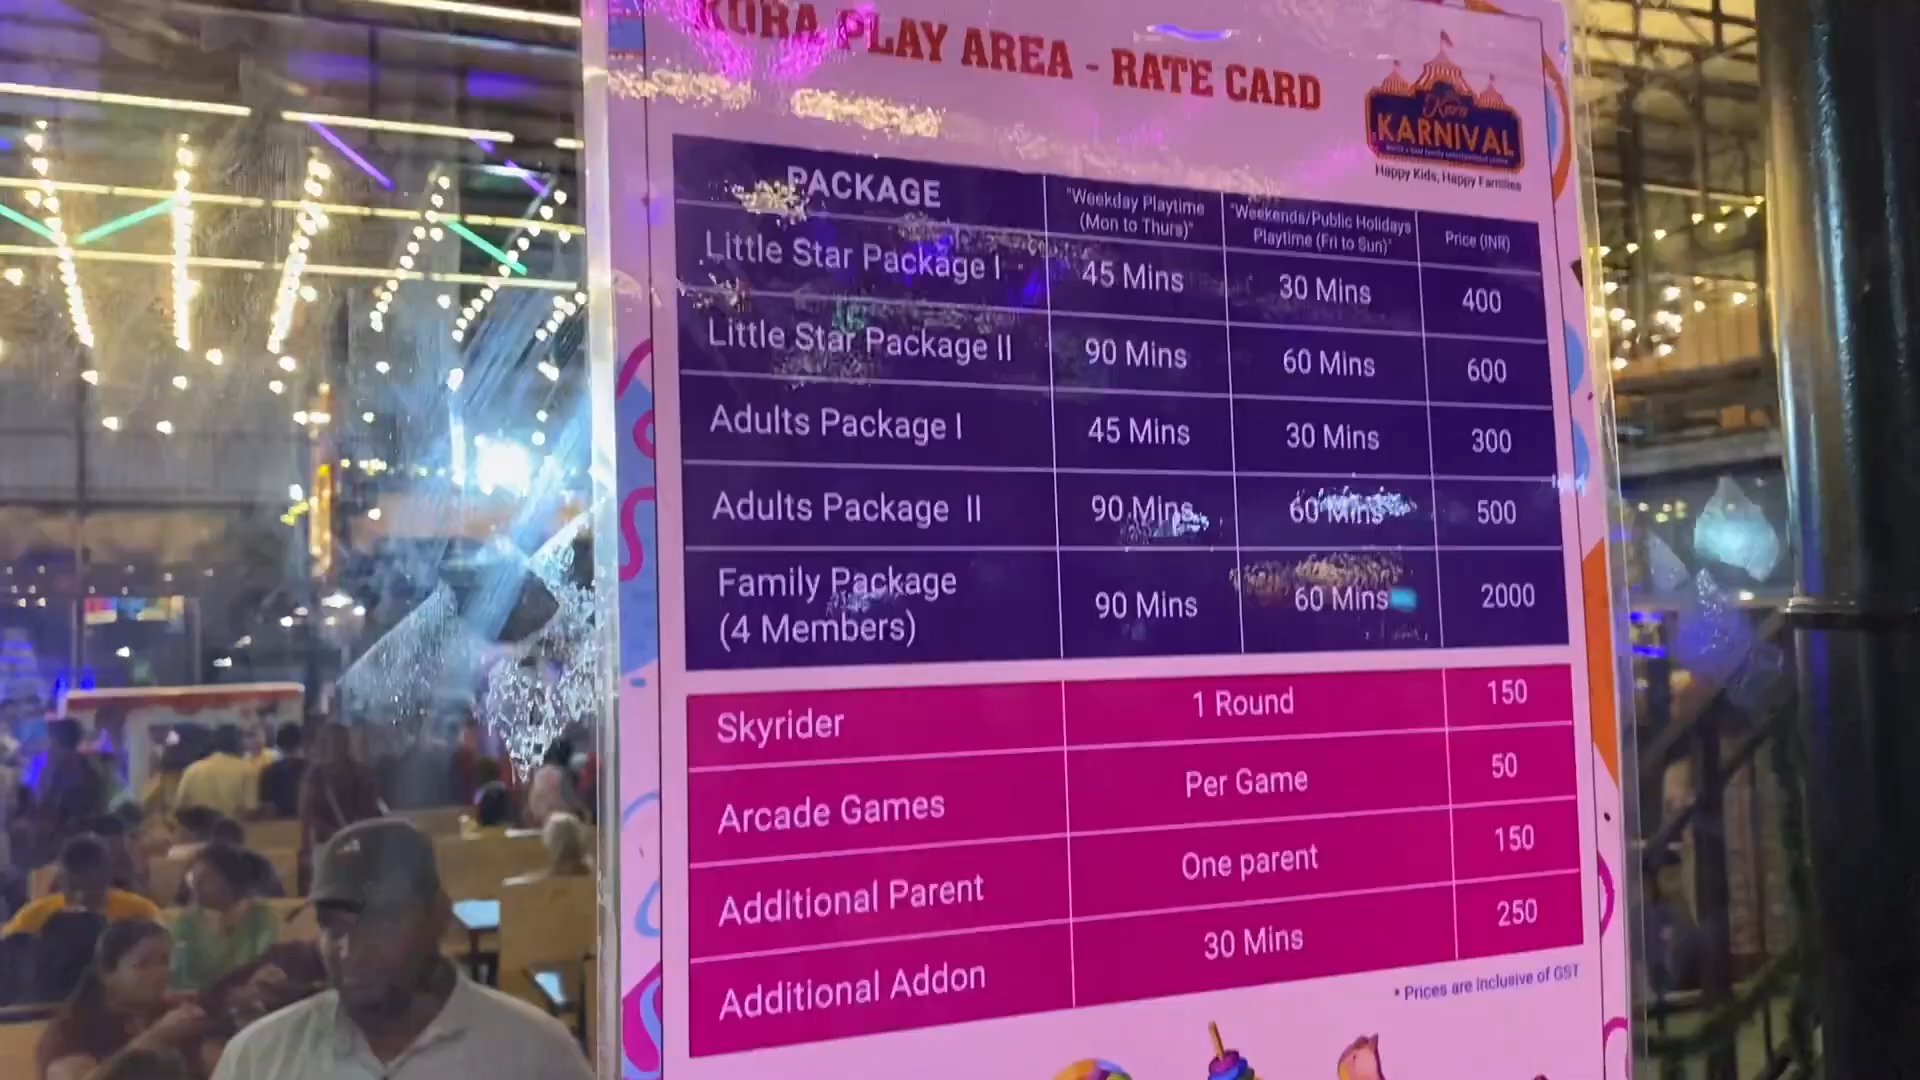 KORA PLAY AREA - RATE CARD
Kora
KARNIVAL
Happy Kids, Happy Families
PACKAGE "Weekday Playtime (Mon to Thurs)" "Weekends/Public Holidays Playtime (Fri to Sun)" Price (INR)
Little Star Package I 45 Mins 30 Mins 400
Little Star Package II 90 Mins 60 Mins 600
Adults Package I 45 Mins 30 Mins 300
Adults Package II 90 Mins 60 Mins 500
Family Package (4 Members) 90 Mins 60 Mins 2000
Skyrider 1 Round 150
Arcade Games Per Game 50
Additional Parent One parent 150
Additional Addon 30 Mins 250
* Prices are inclusive of GST